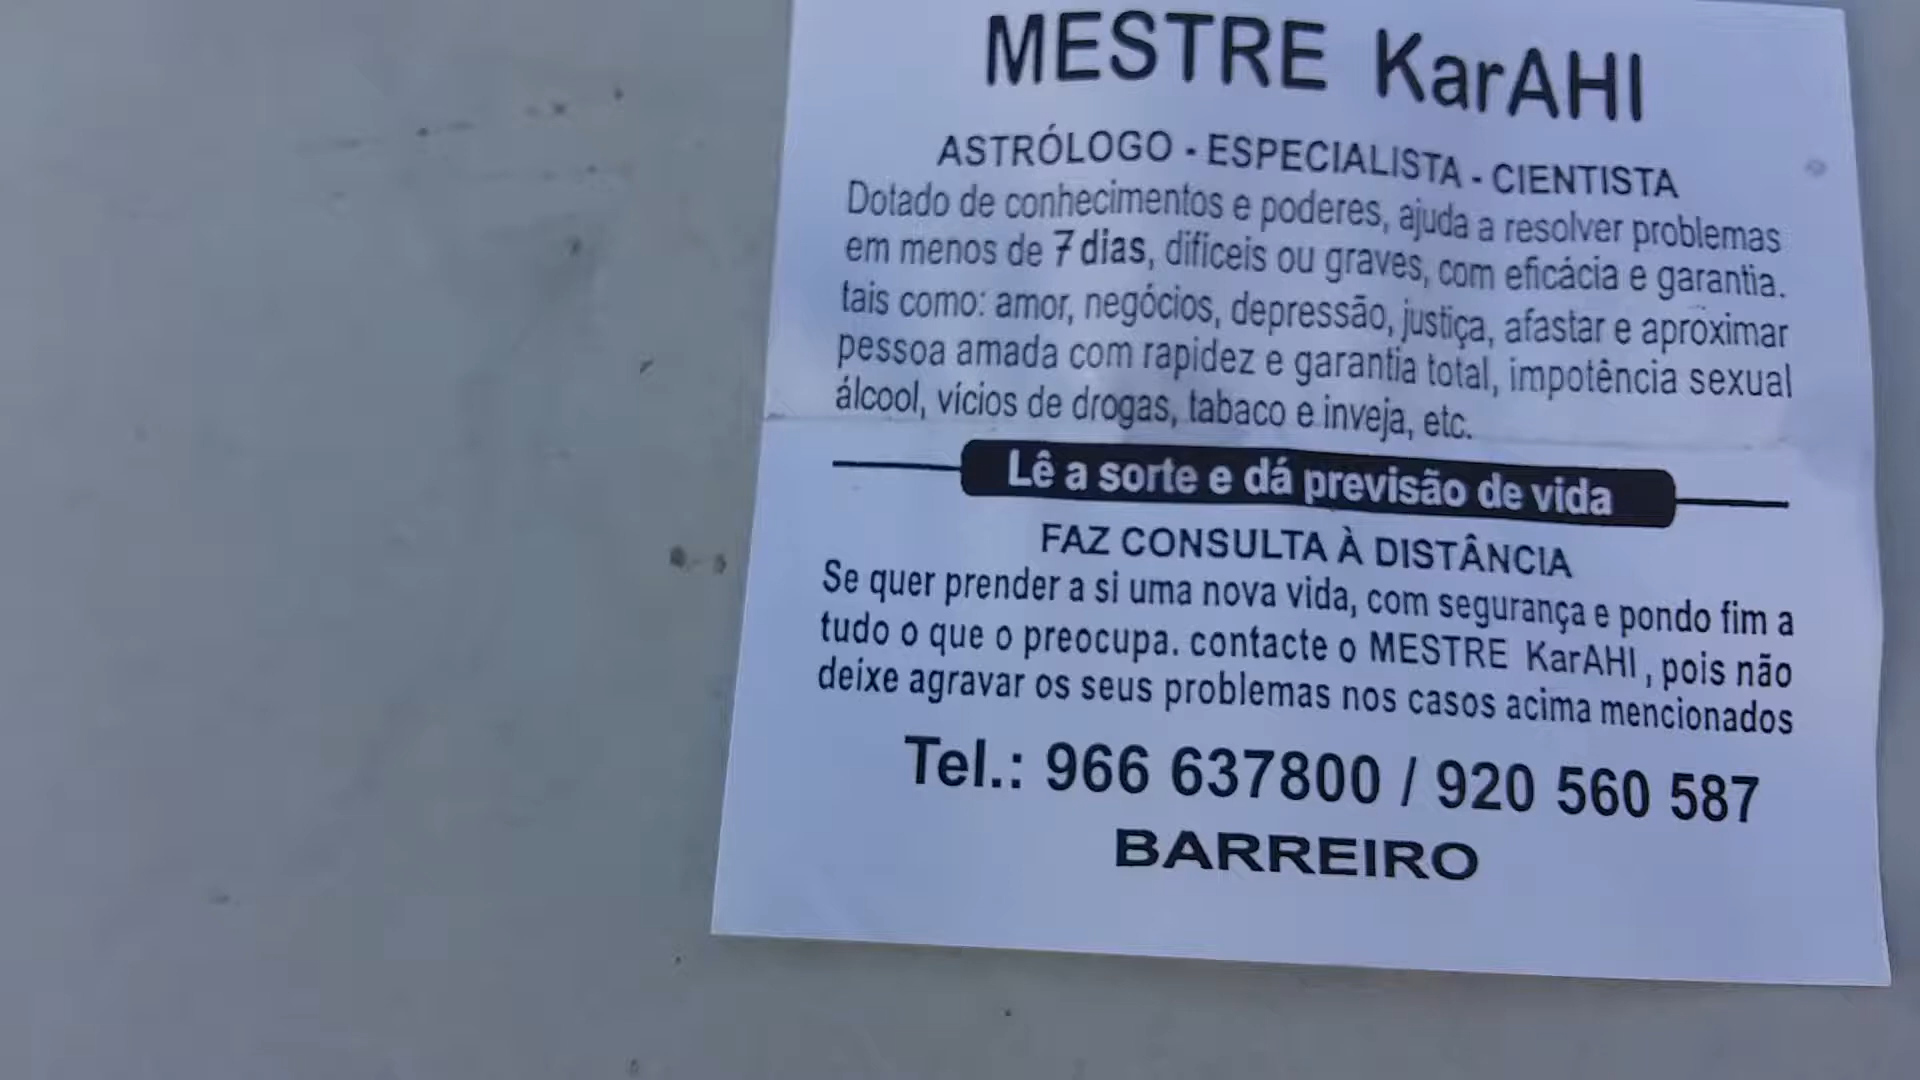 MESTRE KarAHI
ASTRÓLOGO - ESPECIALISTA - CIENTISTA
Dotado de conhecimentos e poderes, ajuda a resolver problemas
em menos de 7 dias, dificeis ou graves, com eficácia e garantia.
tais como: amor, negócios, depressão, justiça, afastar e aproximar
pessoa amada com rapidez e garantia total, impotência sexual
álcool, vícios de drogas, tabaco e inveja, etc.
Lê a sorte e dá previsão de vida
FAZ CONSULTA À DISTÂNCIA
Se quer prender a si uma nova vida, com segurança e pondo fim a
tudo o que o preocupa. contacte o MESTRE KarAHI, pois não
deixe agravar os seus problemas nos casos acima mencionados
Tel.: 966 637800 / 920 560 587
BARREIRO